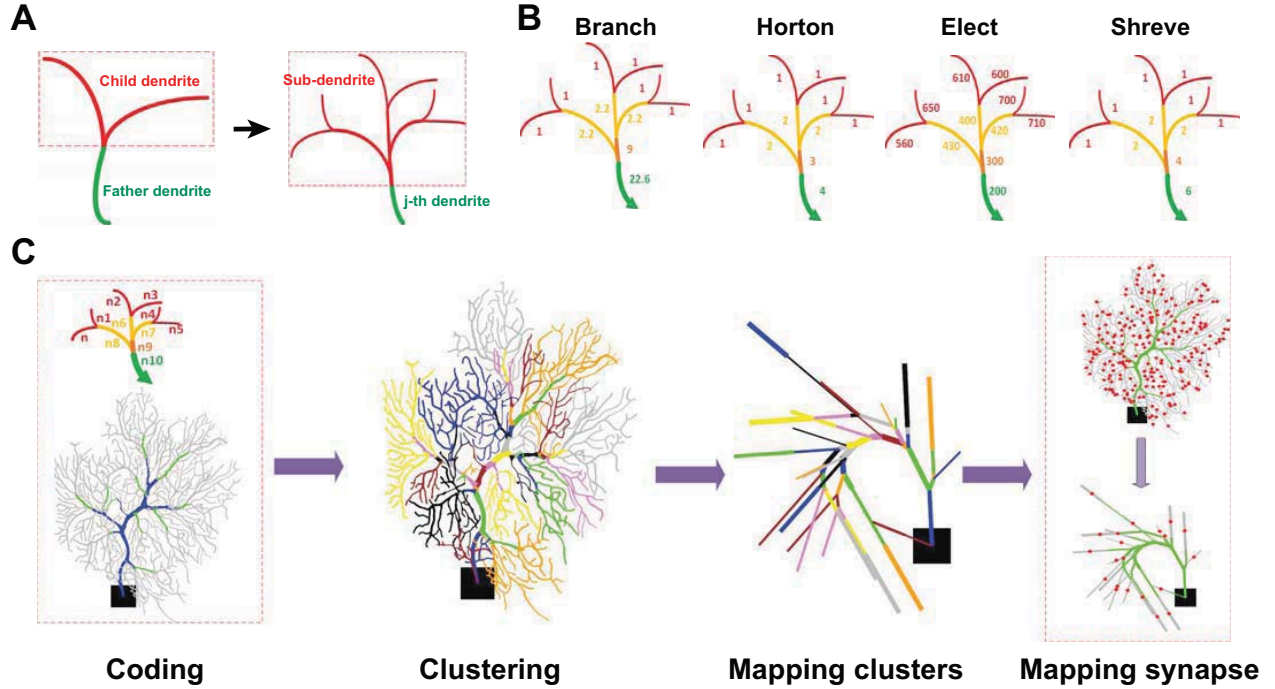 A
Child dendrite
Father dendrite
Sub-dendrite
j-th dendrite
B
Branch
Horton
Elect
Shreve
1
1
1
1
1
1
2.2
2.2
2.2
9
22.6
1
1
1
1
1
1
2
2
2
3
4
610
600
650
700
710
560
400
420
430
300
200
1
1
1
1
1
1
2
2
2
4
6
C
n2
n3
n1
n4
n
n6
n7
n5
n8
n9
n10
Coding
Clustering
Mapping clusters
Mapping synapse